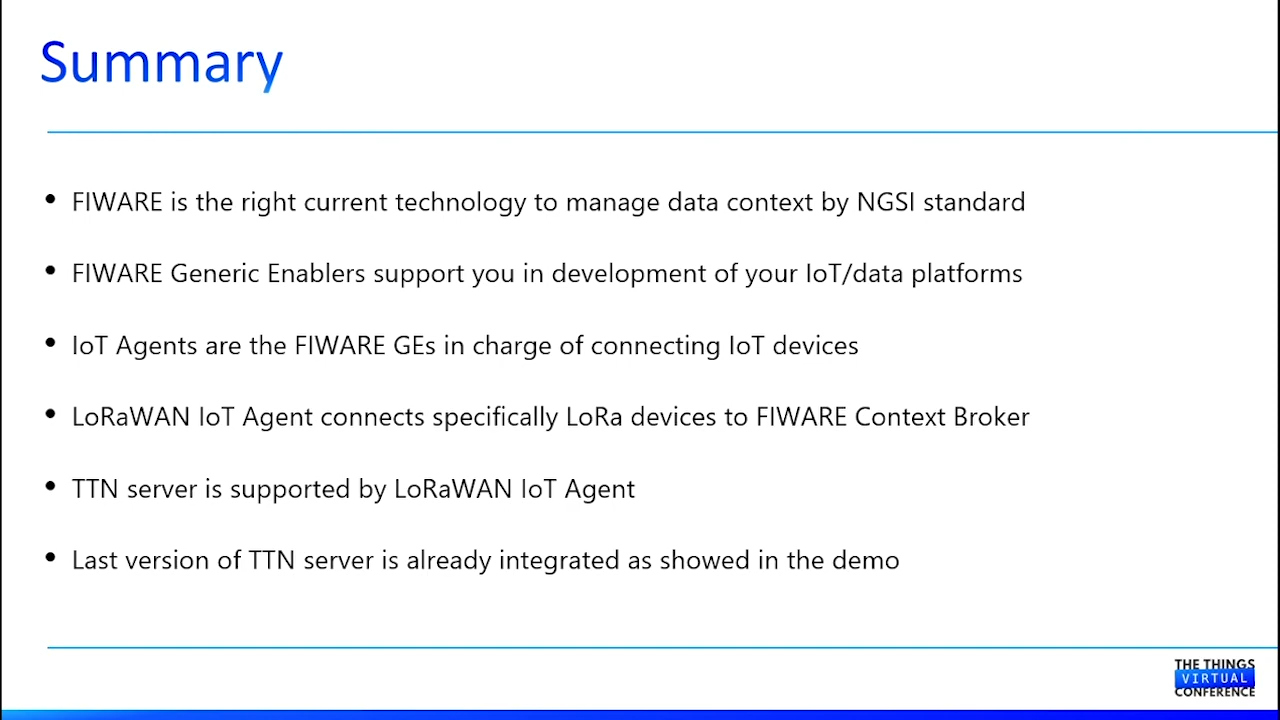 Summary
• FIWARE is the right current technology to manage data context by NGSI standard
• FIWARE Generic Enablers support you in development of your IoT/data platforms
• IoT Agents are the FIWARE GEs in charge of connecting IoT devices
• LoRaWAN IoT Agent connects specifically LoRa devices to FIWARE Context Broker
• TTN server is supported by LoRaWAN IoT Agent
• Last version of TTN server is already integrated as showed in the demo
THE THINGS
VIRTUAL
CONFERENCE